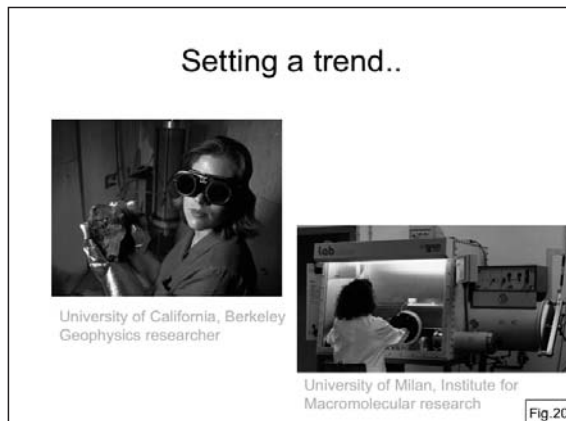 Setting a trend..
University of California, Berkeley
Geophysics researcher
lab
University of Milan, Institute for
Macromolecular research
Fig.20